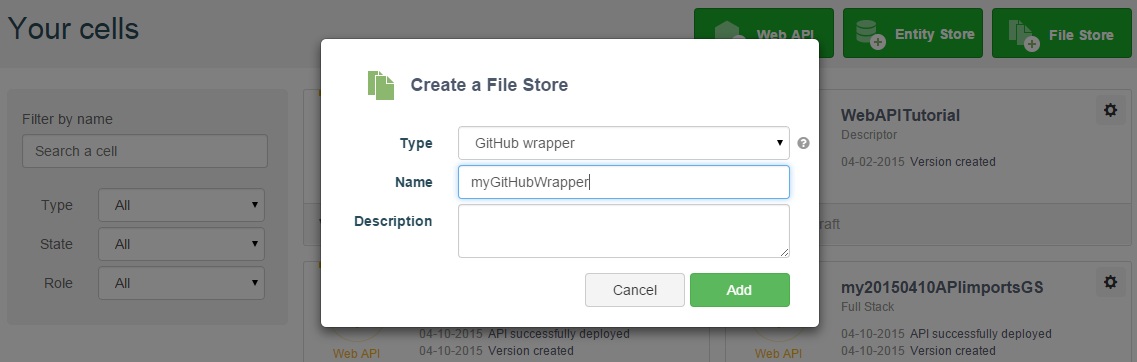 Your cells
Web API
Entity Store
File Store
Create a File Store
Filter by name
Search a cell
Type All
State All
Role All
Type GitHub wrapper
Name myGitHubWrapper
Description
Cancel Add
WebAPITutorial
Descriptor
04-02-2015 Version created
my20150410APIimportsGS
Full Stack
04-10-2015 API successfully deployed
04-10-2015 Version created
Web API
04-10-2015 API successfully deployed
04-10-2015 Version created
Web API